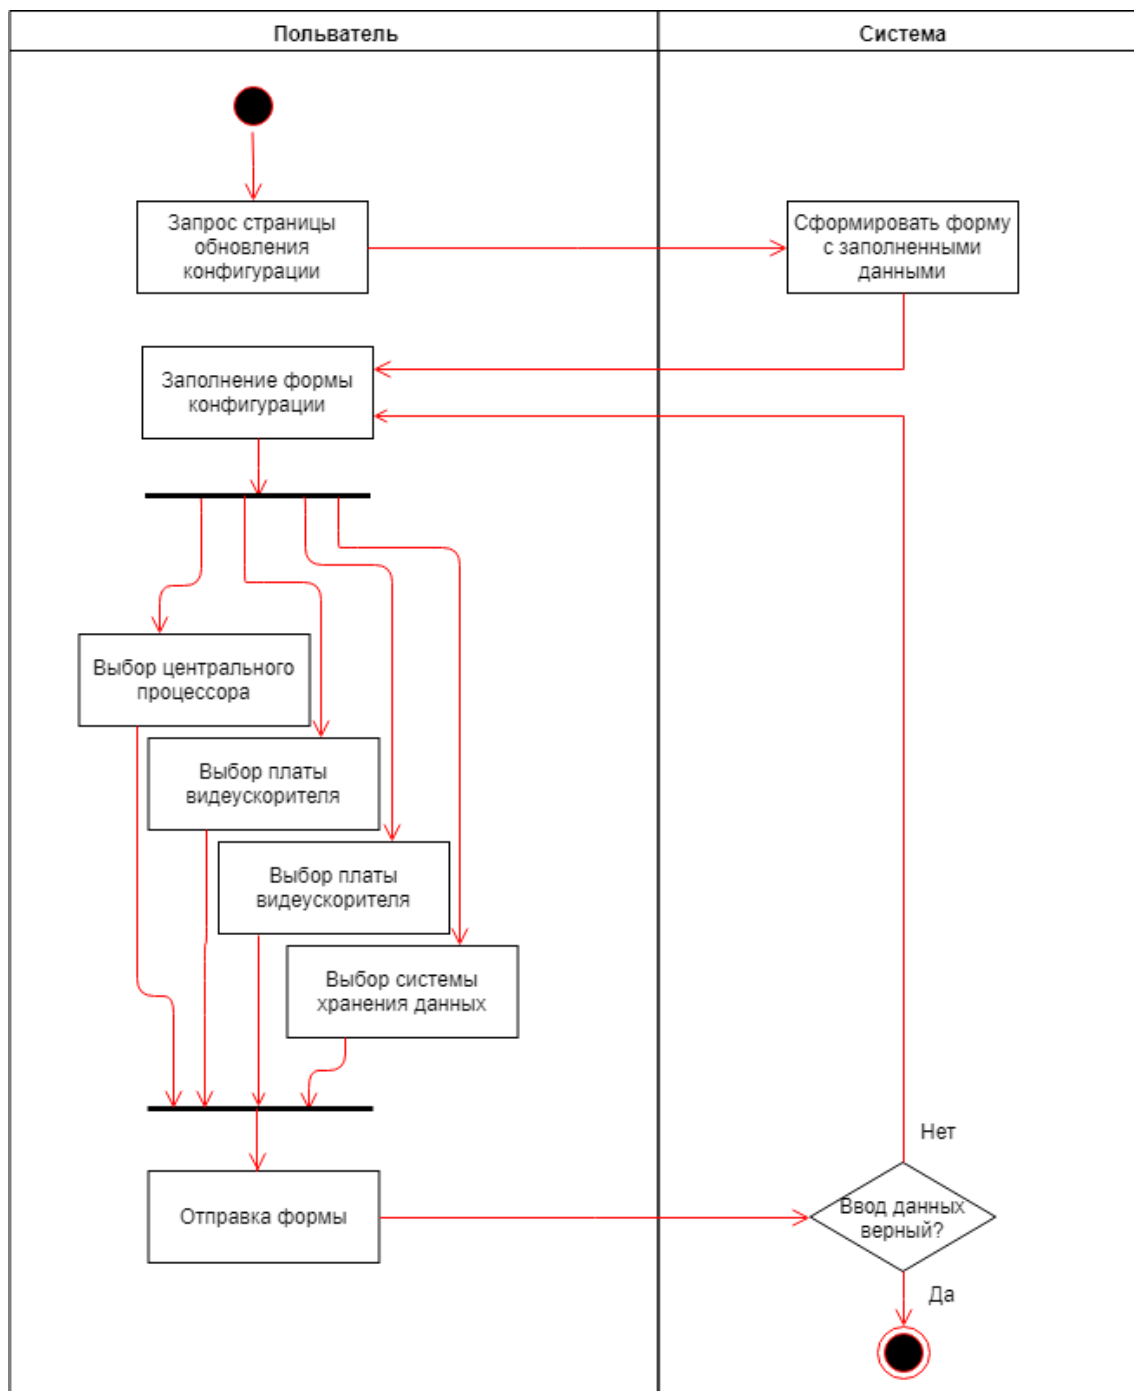 Польватель
Система
Запрос страницы
обновления
конфигурации
Сформировать форму
с заполненными
данными
Заполнение формы
конфигурации
Выбор центрального
процессора
Выбор платы
видеускорителя
Выбор платы
видеускорителя
Выбор системы
хранения данных
Отправка формы
Нет
Ввод данных
верный?
Да